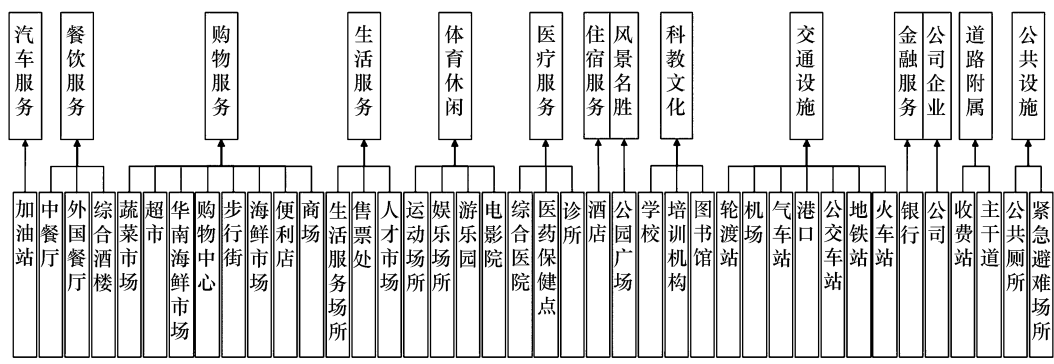 汽车服务
餐饮服务
购物服务
生活服务
体育休闲
医疗服务
住宿服务
风景名胜
科教文化
交通设施
金融服务
公司企业
道路附属
公共设施
加油站
中餐厅
外国餐厅
综合酒楼
蔬菜市场
超市
华南海鲜市场
购物中心
步行街
海鲜市场
便利店
商场
生活服务场所
售票处
人才市场
运动场所
娱乐场所
游乐园
电影院
综合医院
医药保健点
诊所
酒店
公园广场
学校
培训机构
图书馆
轮渡站
机场
气车站
港口
公交车站
地铁站
火车站
银行
公司
收费站
主干道
公共厕所
紧急避难场所